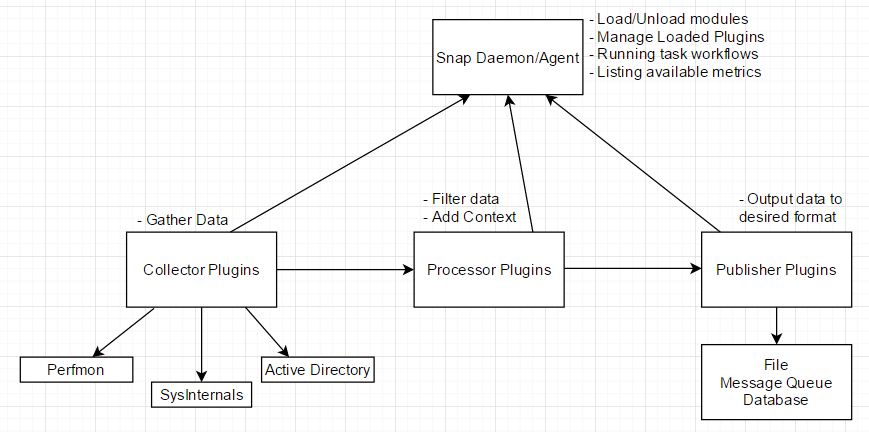 Snap Daemon/Agent
- Load/Unload modules
- Manage Loaded Plugins
- Running task workflows
- Listing available metrics
- Gather Data
- Filter data
- Add Context
- Output data to
desired format
Collector Plugins
Processor Plugins
Publisher Plugins
Perfmon
SysInternals
Active Directory
File
Message Queue
Database